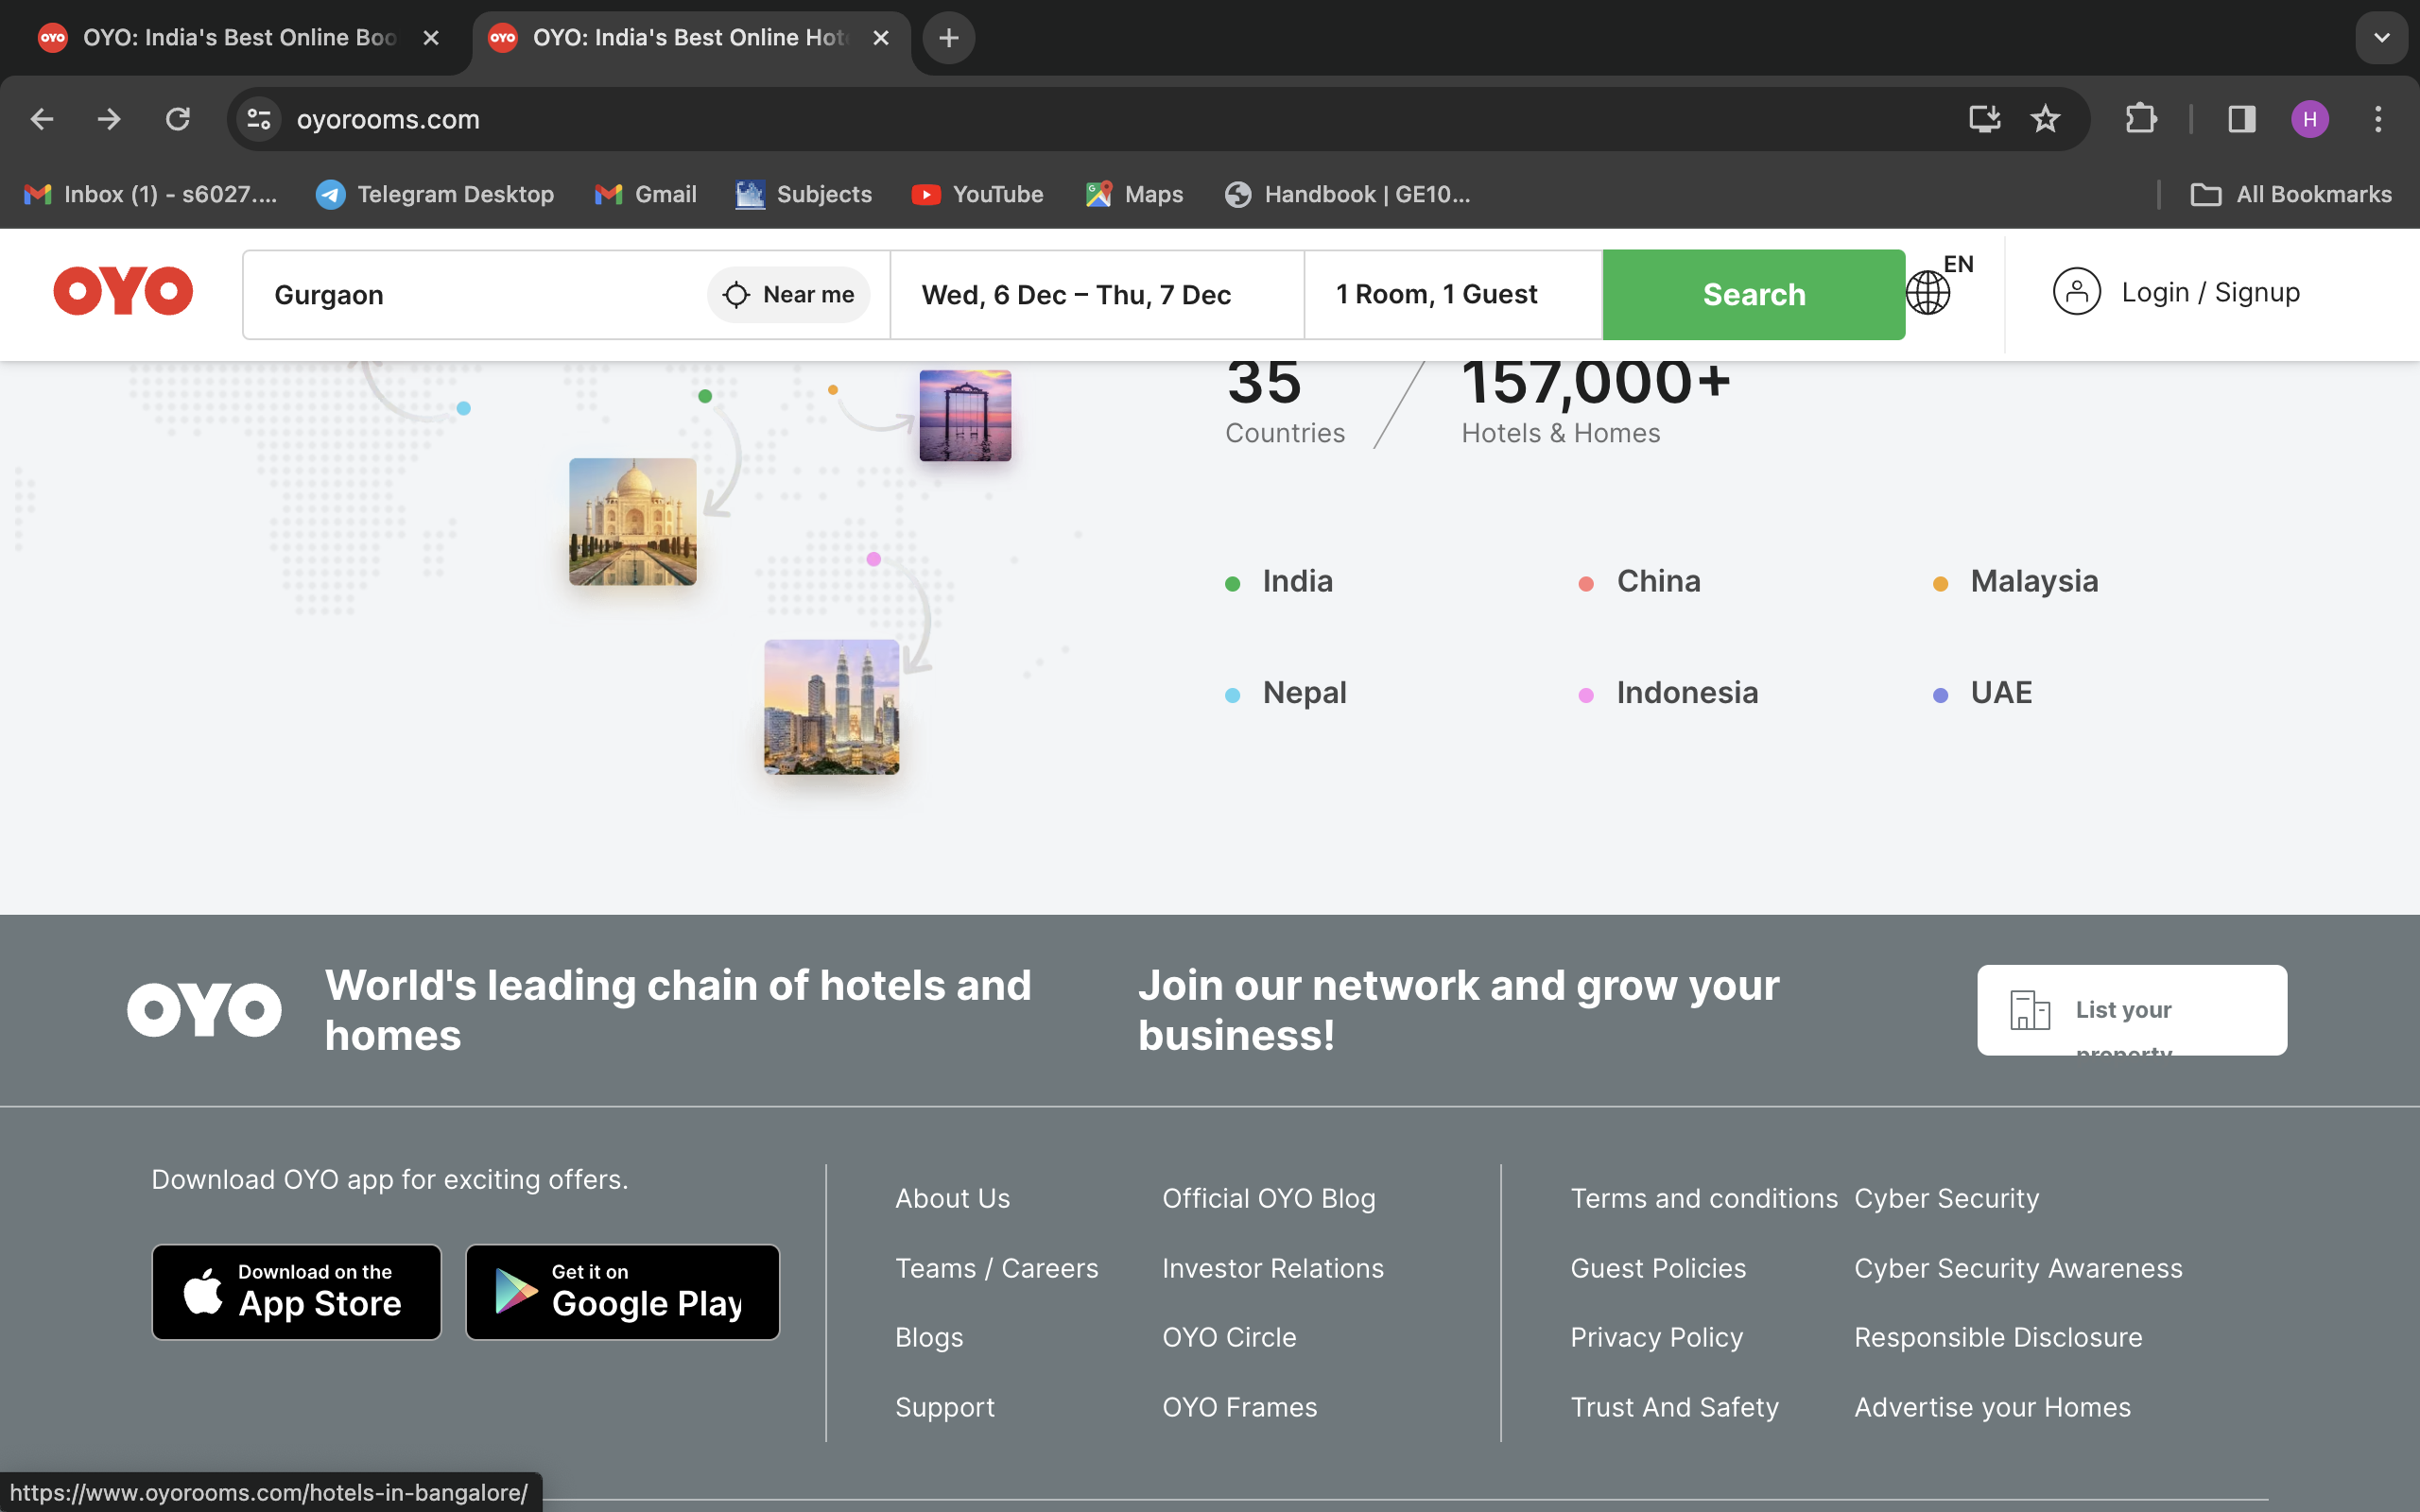 OYO: India's Best Online Boo
OYO: India's Best Online Hot
oyorooms.com
H
Inbox (1) - s6027....
Telegram Desktop
Gmail
Subjects
YouTube
Maps
Handbook | GE10...
All Bookmarks
OYO
Gurgaon
Near me
Wed, 6 Dec – Thu, 7 Dec
1 Room, 1 Guest
Search
EN
Login / Signup
35
Countries
157,000+
Hotels & Homes
India
China
Malaysia
Nepal
Indonesia
UAE
OYO
World's leading chain of hotels and
homes
Join our network and grow your
business!
List your
property
Download OYO app for exciting offers.
Download on the
App Store
Get it on
Google Play
About Us
Teams / Careers
Blogs
Support
Official OYO Blog
Investor Relations
OYO Circle
OYO Frames
Terms and conditions
Guest Policies
Privacy Policy
Trust And Safety
Cyber Security
Cyber Security Awareness
Responsible Disclosure
Advertise your Homes
https://www.oyorooms.com/hotels-in-bangalore/